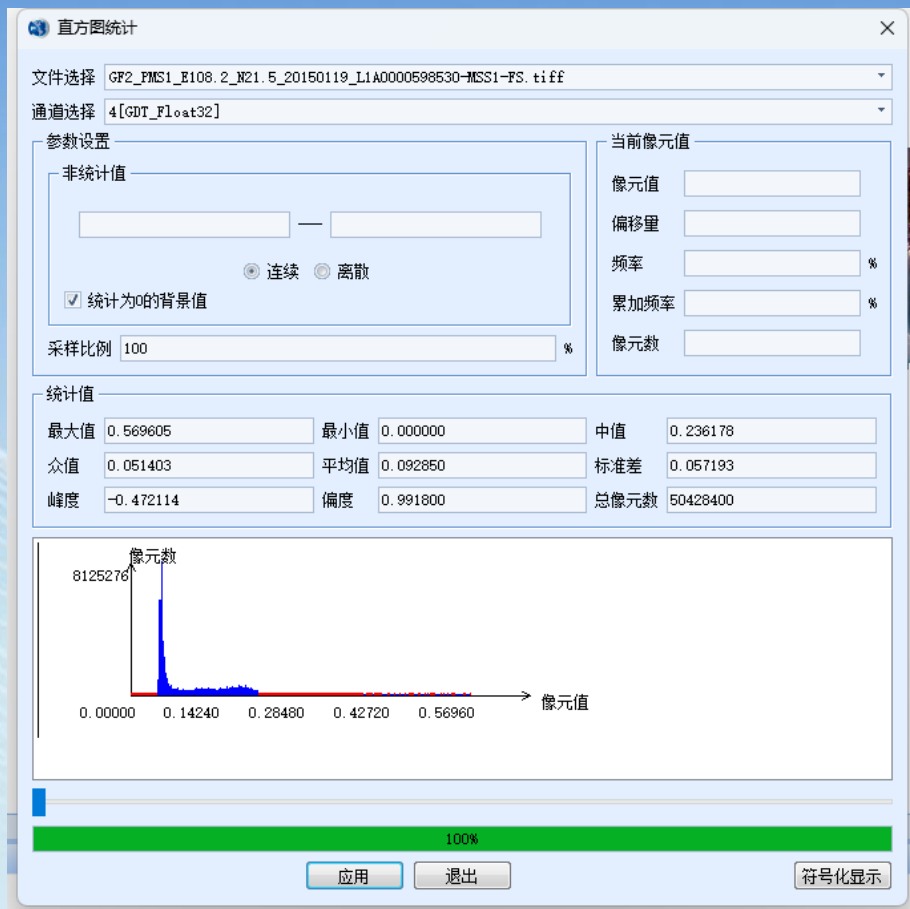 直方图统计
文件选择 GF2_PMS1_E108.2_N21.5_20150119_L1A0000598530-MSS1-FS.tiff
通道选择 4[GDT_Float32]
参数设置
非统计值
—
连续 离散
统计为0的背景值
采样比例 100 %
当前像元值
像元值
偏移量
频率 %
累加频率 %
像元数
统计值
最大值 0.569605 最小值 0.000000 中值 0.236178
众值 0.051403 平均值 0.092850 标准差 0.057193
峰度 -0.472114 偏度 0.991800 总像元数 50428400
像元数
8125276
像元值
0.00000 0.14240 0.28480 0.42720 0.56960
100%
应用 退出 符号化显示